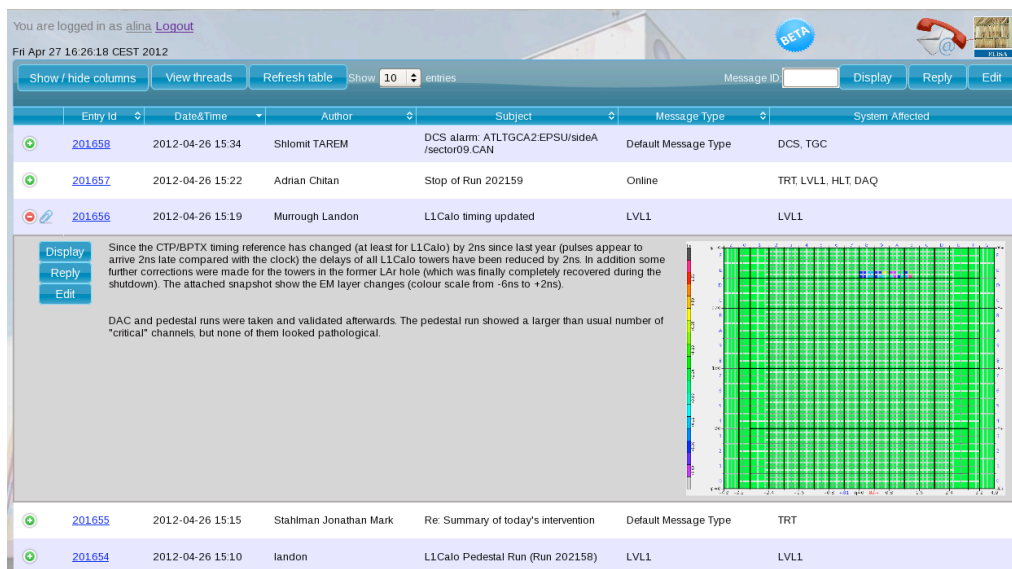 You are logged in as alina Logout
Fri Apr 27 16:26:18 CEST 2012
BETA
ELisA
Show / hide columns View threads Refresh table Show 10 entries Message ID: Display Reply Edit
Entry Id Date&Time Author Subject Message Type System Affected
201658 2012-04-26 15:34 Shlomit TAREM DCS alarm: ATLTGCA2:EPSU/sideA Default Message Type DCS, TGC
/sector09.CAN
201657 2012-04-26 15:22 Adrian Chitan Stop of Run 202159 Online TRT, LVL1, HLT, DAQ
201656 2012-04-26 15:19 Murrough Landon L1Calo timing updated LVL1 LVL1
Display
Reply
Edit
Since the CTP/BPTX timing reference has changed (at least for L1Calo) by 2ns since last year (pulses appear to
arrive 2ns late compared with the clock) the delays of all L1Calo towers have been reduced by 2ns. In addition some
further corrections were made for the towers in the former LAr hole (which was finally completely recovered during the
shutdown). The attached snapshot show the EM layer changes (colour scale from -6ns to +2ns).
DAC and pedestal runs were taken and validated afterwards. The pedestal run showed a larger than usual number of
"critical" channels, but none of them looked pathological.
201655 2012-04-26 15:15 Stahlman Jonathan Mark Re: Summary of today's intervention Default Message Type TRT
201654 2012-04-26 15:10 landon L1Calo Pedestal Run (Run 202158) LVL1 LVL1